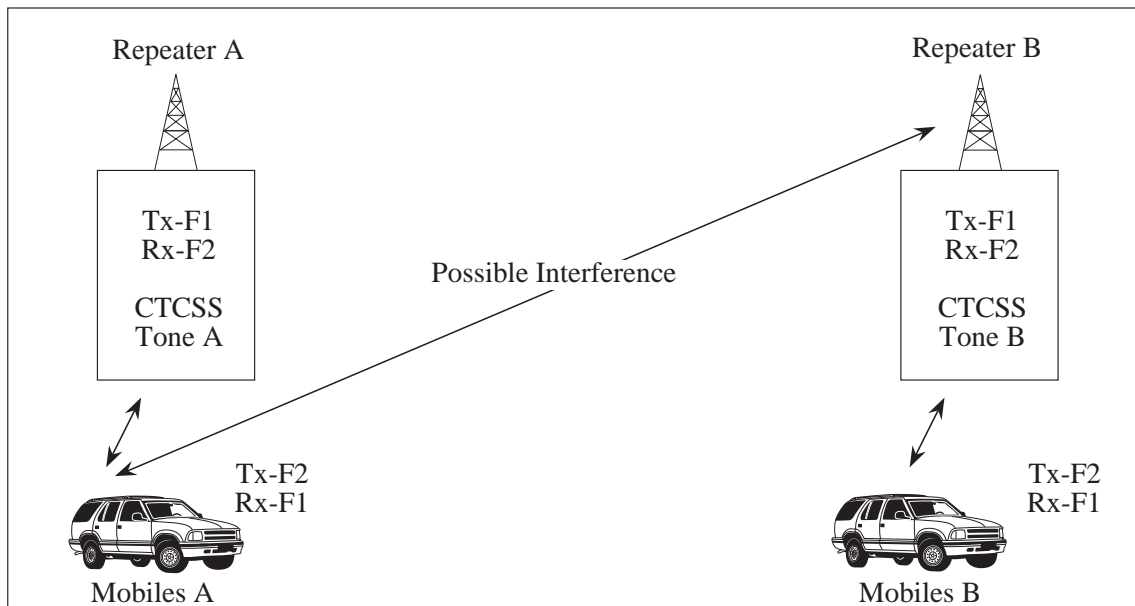 Repeater A
Repeater B
Tx-F1
Rx-F2
CTCSS
Tone A
Tx-F1
Rx-F2
CTCSS
Tone B
Possible Interference
Tx-F2
Rx-F1
Tx-F2
Rx-F1
Mobiles A
Mobiles B